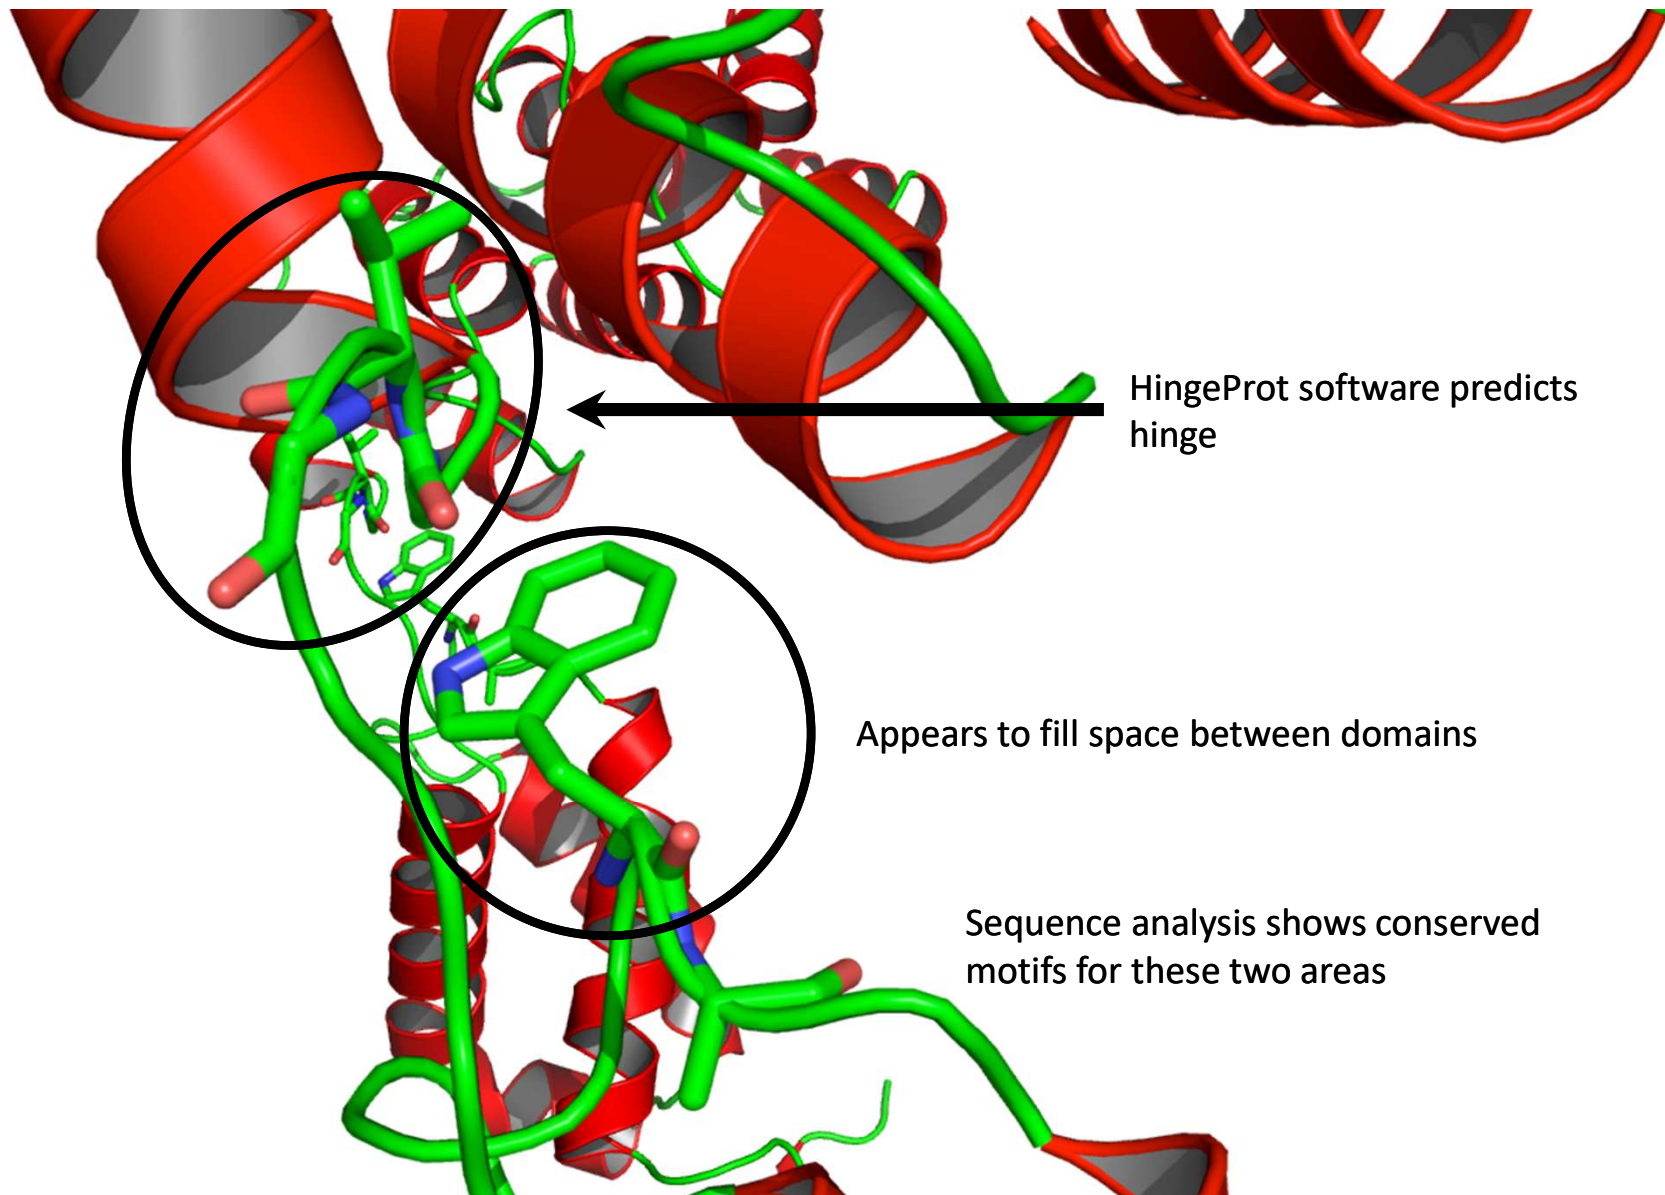 HingeProt software predicts
hinge
Appears to fill space between domains
Sequence analysis shows conserved
motifs for these two areas